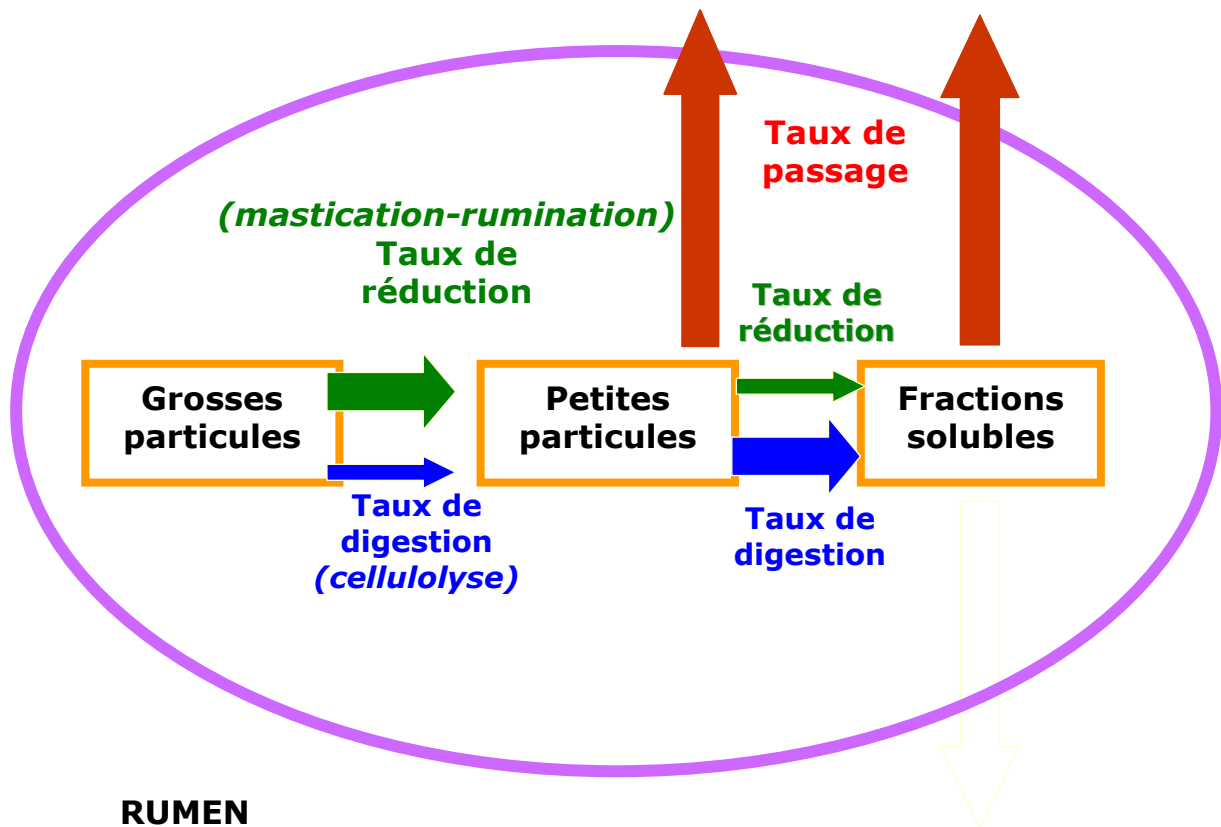 Taux de
passage
(mastication-rumination)
Taux de
réduction
Taux de
réduction
Grosses
particules
Petites
particules
Fractions
solubles
Taux de
digestion
(cellulolyse)
Taux de
digestion
RUMEN